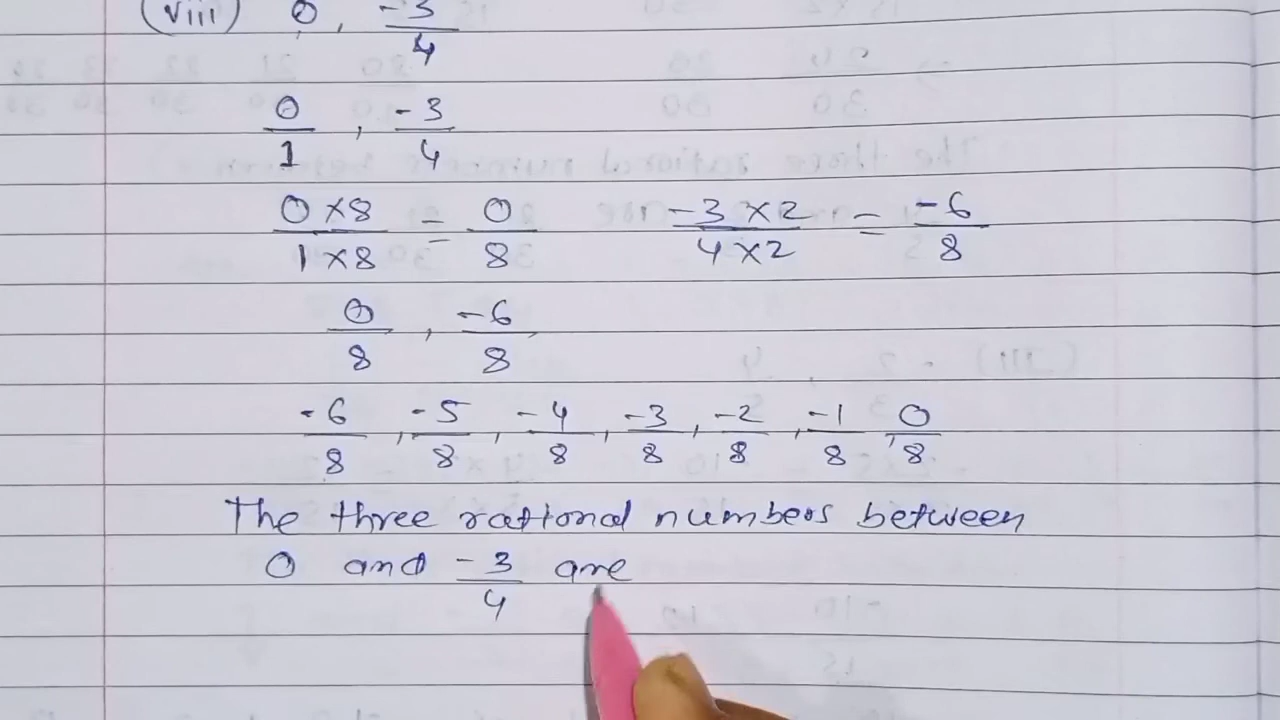 (viii) 0, -3/4
0/1, -3/4
0×8/1×8 = 0/8 -3×2/4×2 = -6/8
0/8, -6/8
-6/8, -5/8, -4/8, -3/8, -2/8, -1/8, 0/8.
The three rational numbers between
0 and -3/4 are